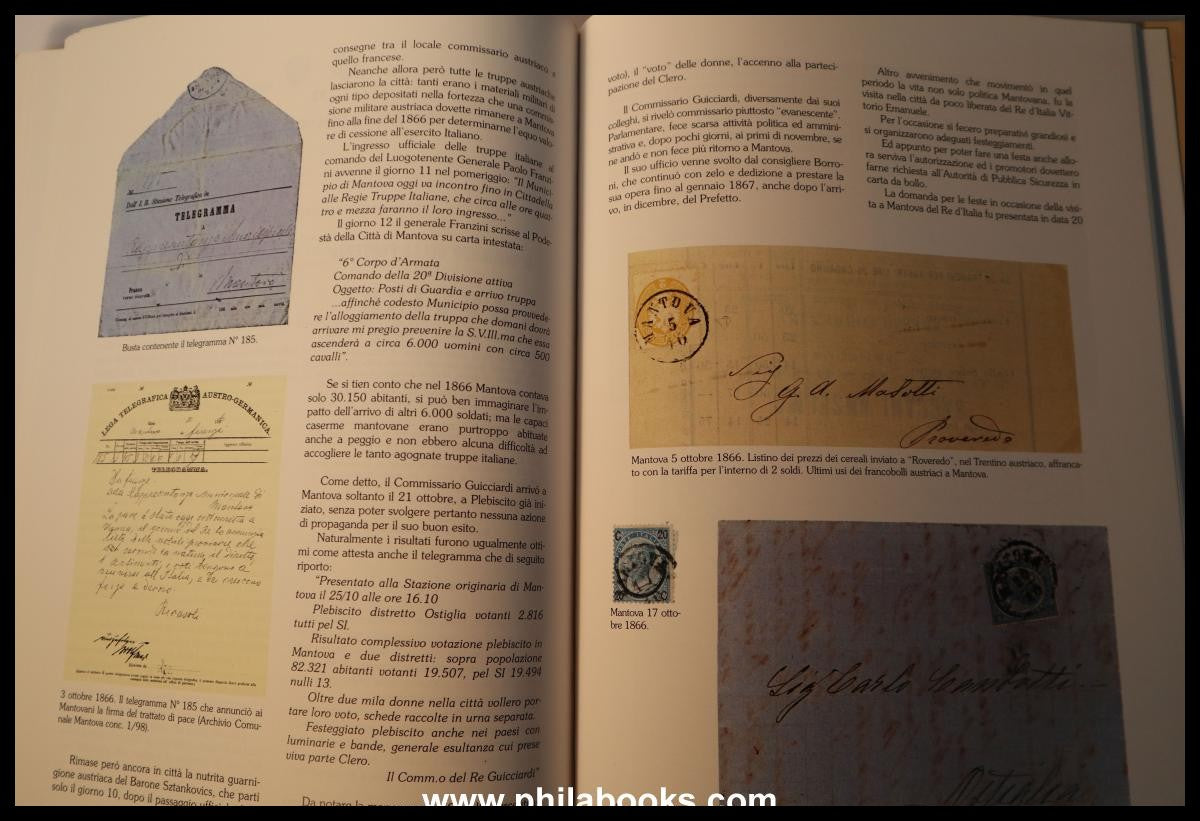 Dall' I. R. Stazione Telegrafica in
TELEGRAMMA
Mantova
Busta contenente il telegramma N° 185.
LEGA TELEGRAFICA AUSTRO-GERMANICA.
TELEGRAMMA.
Ricasoli
3 ottobre 1866. Il telegramma N° 185 che annunciò ai
Mantovani la firma del trattato di pace (Archivio Comu-
nale Mantova conc. 1/98).
Rimase però ancora in città la nutrita guarni-
gione austriaca del Barone Sztankovics, che partì
solo il giorno 10, dopo il passaggio
consegne tra il locale commissario austriaco e
quello francese.
Neanche allora però tutte le truppe austriache
lasciarono la città: tanti erano i materiali militari di
ogni tipo depositati nella fortezza che una commis-
sione militare austriaca dovette rimanere a Mantova
fino alla fine del 1866 per determinarne l'equo valo-
re di cessione all'esercito Italiano.
L'ingresso ufficiale delle truppe italiane al
comando del Luogotenente Generale Paolo Franzi-
ni avvenne il giorno 11 nel pomeriggio: "Il Munici-
pio di Mantova oggi va incontro fino in Cittadella
alle Regie Truppe Italiane, che circa alle ore quat-
tro e mezza faranno il loro ingresso..."
Il giorno 12 il generale Franzini scrisse al Pode-
stà della Città di Mantova su carta intestata:
"6° Corpo d'Armata
Comando della 20ª Divisione attiva
Oggetto: Posti di Guardia e arrivo truppa
...affinché codesto Municipio possa provvede-
re l'alloggiamento della truppa che domani dovrà
arrivare mi pregio prevenire la S.V.Ill.ma che essa
ascenderà a circa 6.000 uomini con circa 500
cavalli".
Se si tien conto che nel 1866 Mantova contava
solo 30.150 abitanti, si può ben immaginare l'im-
patto dell'arrivo di altri 6.000 soldati; ma le capaci
caserme mantovane erano purtroppo abituate
anche a peggio e non ebbero alcuna difficoltà ad
accogliere le tanto agognate truppe italiane.
Come detto, il Commissario Guicciardi arrivò a
Mantova soltanto il 21 ottobre, a Plebiscito già ini-
ziato, senza poter svolgere pertanto nessuna azione
di propaganda per il suo buon esito.
Naturalmente i risultati furono ugualmente otti-
mi come attesta anche il telegramma che di seguito
riporto:
"Presentato alla Stazione originaria di Man-
tova il 25/10 alle ore 16.10
Plebiscito distretto Ostiglia votanti 2.816
tutti pel SI.
Risultato complessivo votazione plebiscito in
Mantova e due distretti: sopra popolazione
82.321 abitanti votanti 19.507, pel SI 19.494
nulli 13.
Oltre due mila donne nella città vollero por-
tare loro voto, schede raccolte in urna separata.
Festeggiato plebiscito anche nei paesi con
luminarie e bande, generale esultanza cui prese
viva parte Clero.
Il Comm.o del Re Guicciardi"
voto), il "voto" delle donne, l'accenno alla parteci-
pazione del Clero.
Il Commissario Guicciardi, diversamente dai suoi
colleghi, si rivelò commissario piuttosto "evanescente".
Parlamentare, fece scarsa attività politica ed ammini-
strativa e, dopo pochi giorni, ai primi di novembre, se
ne andò e non fece più ritorno a Mantova.
Il suo ufficio venne svolto dal consigliere Borro-
ni, che continuò con zelo e dedizione a prestare la
sua opera fino al gennaio 1867, anche dopo l'arri-
vo, in dicembre, del Prefetto.
Altro avvenimento che movimentò in quel
periodo la vita non solo politica Mantovana, fu la
visita nella città da poco liberata del Re d'Italia Vit-
torio Emanuele.
Per l'occasione si fecero preparativi grandiosi e
si organizzarono adeguati festeggiamenti.
Ed appunto per poter fare una festa anche allo-
ra serviva l'autorizzazione ed i promotori dovettero
farne richiesta all'Autorità di Pubblica Sicurezza in
carta da bollo.
La domanda per le feste in occasione della visi-
ta a Mantova del Re d'Italia fu presentata in data 20
MANTOVA
5
10
Sig
G. A. Masotti
Roveredo
Mantova 5 ottobre 1866. Listino dei prezzi dei cereali inviato a "Roveredo", nel Trentino austriaco, affranca-
to con la tariffa per l'interno di 2 soldi. Ultimi usi dei francobolli austriaci a Mantova.
C 20
20 C
Mantova 17 otto-
bre 1866.
Sig Carlo
www.philabooks.com